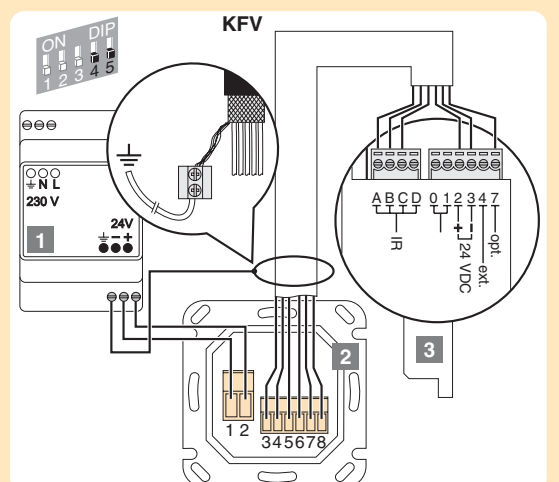 KFV
ON DIP
1 2 3 4 5
N L
230 V
24V
1
A B C D 0 1 2 3 4 7
IR
+ - 24 VDC
ext.
opt.
2
3
1 2
345678